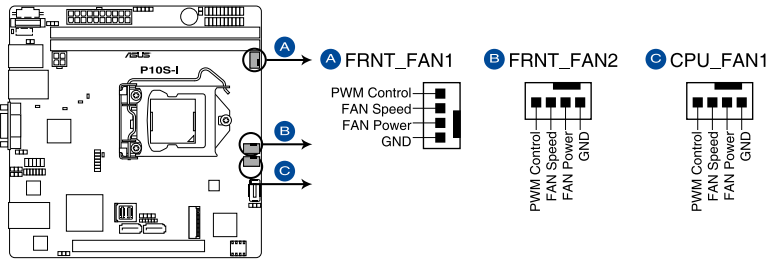 A
B
C
ASUS
P10S-I
A FRNT_FAN1
PWM Control
FAN Speed
FAN Power
GND
B FRNT_FAN2
PWM Control
FAN Speed
FAN Power
GND
C CPU_FAN1
PWM Control
FAN Speed
FAN Power
GND